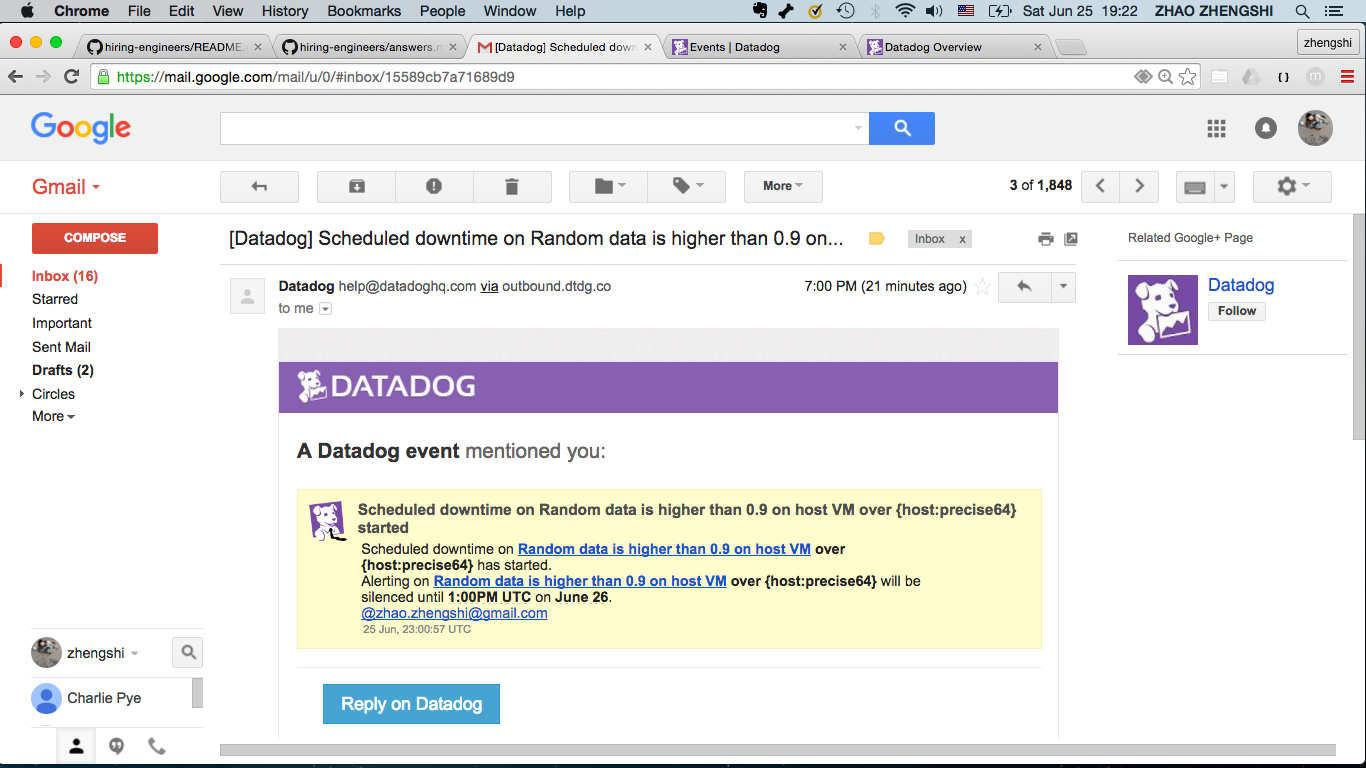 Chrome File Edit View History Bookmarks People Window Help Sat Jun 25 19:22 ZHAO ZHENGSHI
hiring-engineers/README. hiring-engineers/answers. [Datadog] Scheduled down Events | Datadog Datadog Overview zhengshi
https://mail.google.com/mail/u/0/#inbox/15589cb7a71689d9
Google
Gmail More 3 of 1,848
COMPOSE
Inbox (16)
Starred
Important
Sent Mail
Drafts (2)
Circles
More
[Datadog] Scheduled downtime on Random data is higher than 0.9 on... Inbox x
Datadog help@datadoghq.com via outbound.dtdg.co 7:00 PM (21 minutes ago)
to me
DATADOG
A Datadog event mentioned you:
Scheduled downtime on Random data is higher than 0.9 on host VM over {host:precise64}
started
Scheduled downtime on Random data is higher than 0.9 on host VM over
{host:precise64} has started.
Alerting on Random data is higher than 0.9 on host VM over {host:precise64} will be
silenced until 1:00PM UTC on June 26.
@zhao.zhengshi@gmail.com
25 Jun, 23:00:57 UTC
Reply on Datadog
Related Google+ Page
Datadog
Follow
zhengshi
Charlie Pye